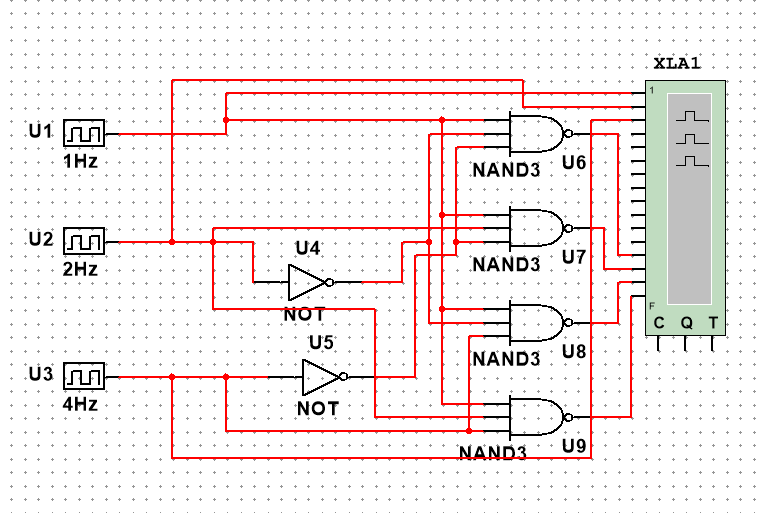 XLA1
1
U1
1Hz
U6
NAND3
U2
2Hz
U4
NOT
U7
NAND3
F
C Q T
U5
NOT
U3
4Hz
U8
NAND3
U9
NAND3